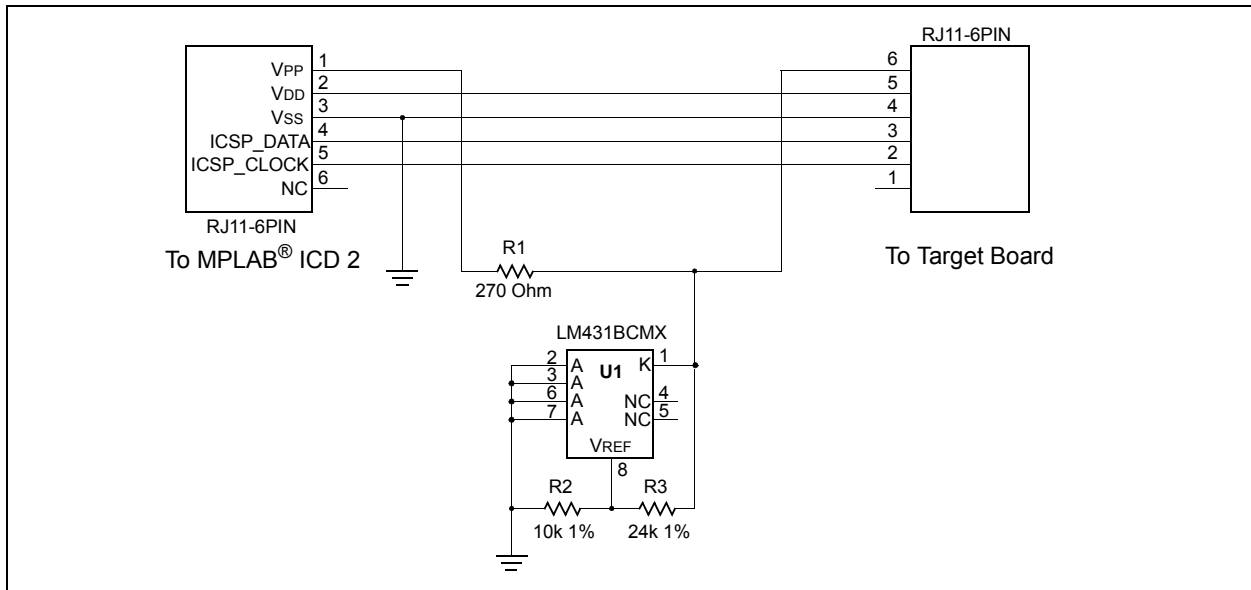 RJ11-6PIN
VPP 1
VDD 2
VSS 3
ICSP_DATA 4
ICSP_CLOCK 5
NC 6
RJ11-6PIN
To MPLAB® ICD 2
6
5
4
3
2
1
To Target Board
R1
270 Ohm
LM431BCMX
2 A U1 K 1
3 A
6 A NC 4
7 A NC 5
VREF
8
R2 R3
10k 1% 24k 1%